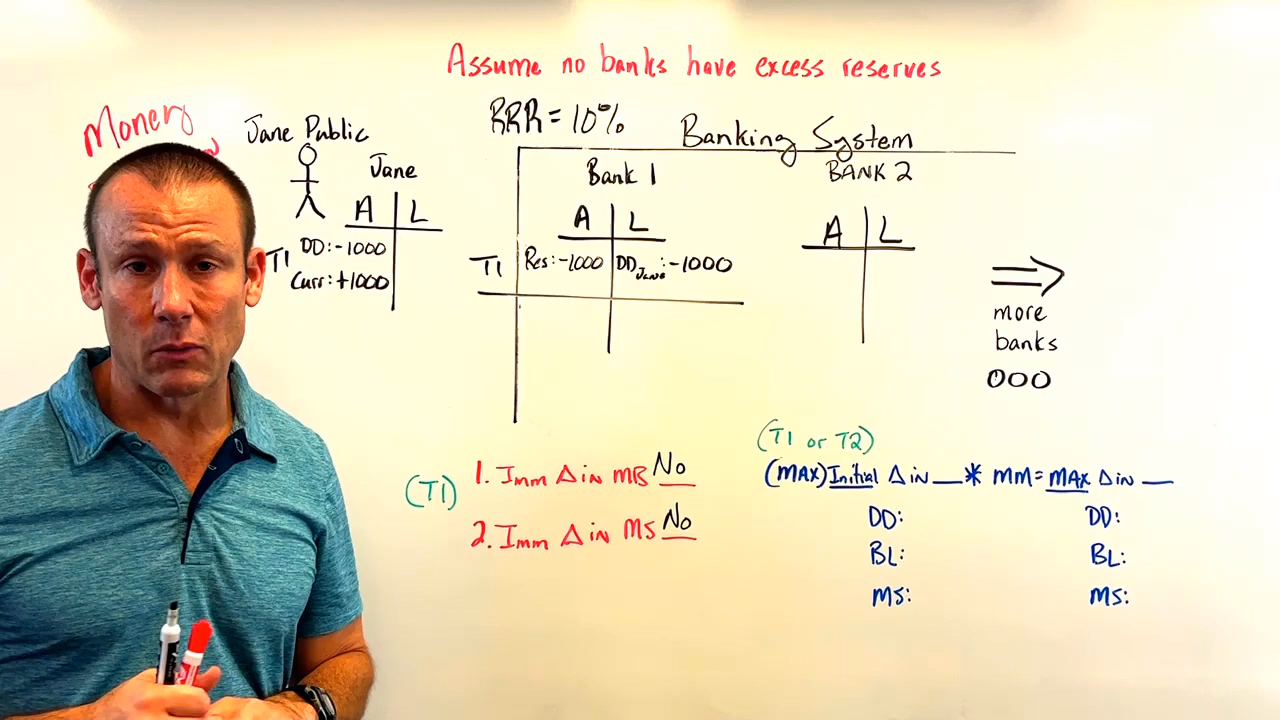 Assume no banks have excess reserves
Money
Jane Public
RRR = 10%
Banking System
Jane
A L
T1 DD: -1000
Curr: +1000
Bank 1
A L
T1 Res: -1000 DD Jane: -1000
BANK 2
A L
more
banks
(T1)
1. Imm Δ in MB No
2. Imm Δ in MS No
(T1 or T2)
(MAX) Initial Δ in __ * MM = MAX Δ in __
DD: DD:
BL: BL:
MS: MS: